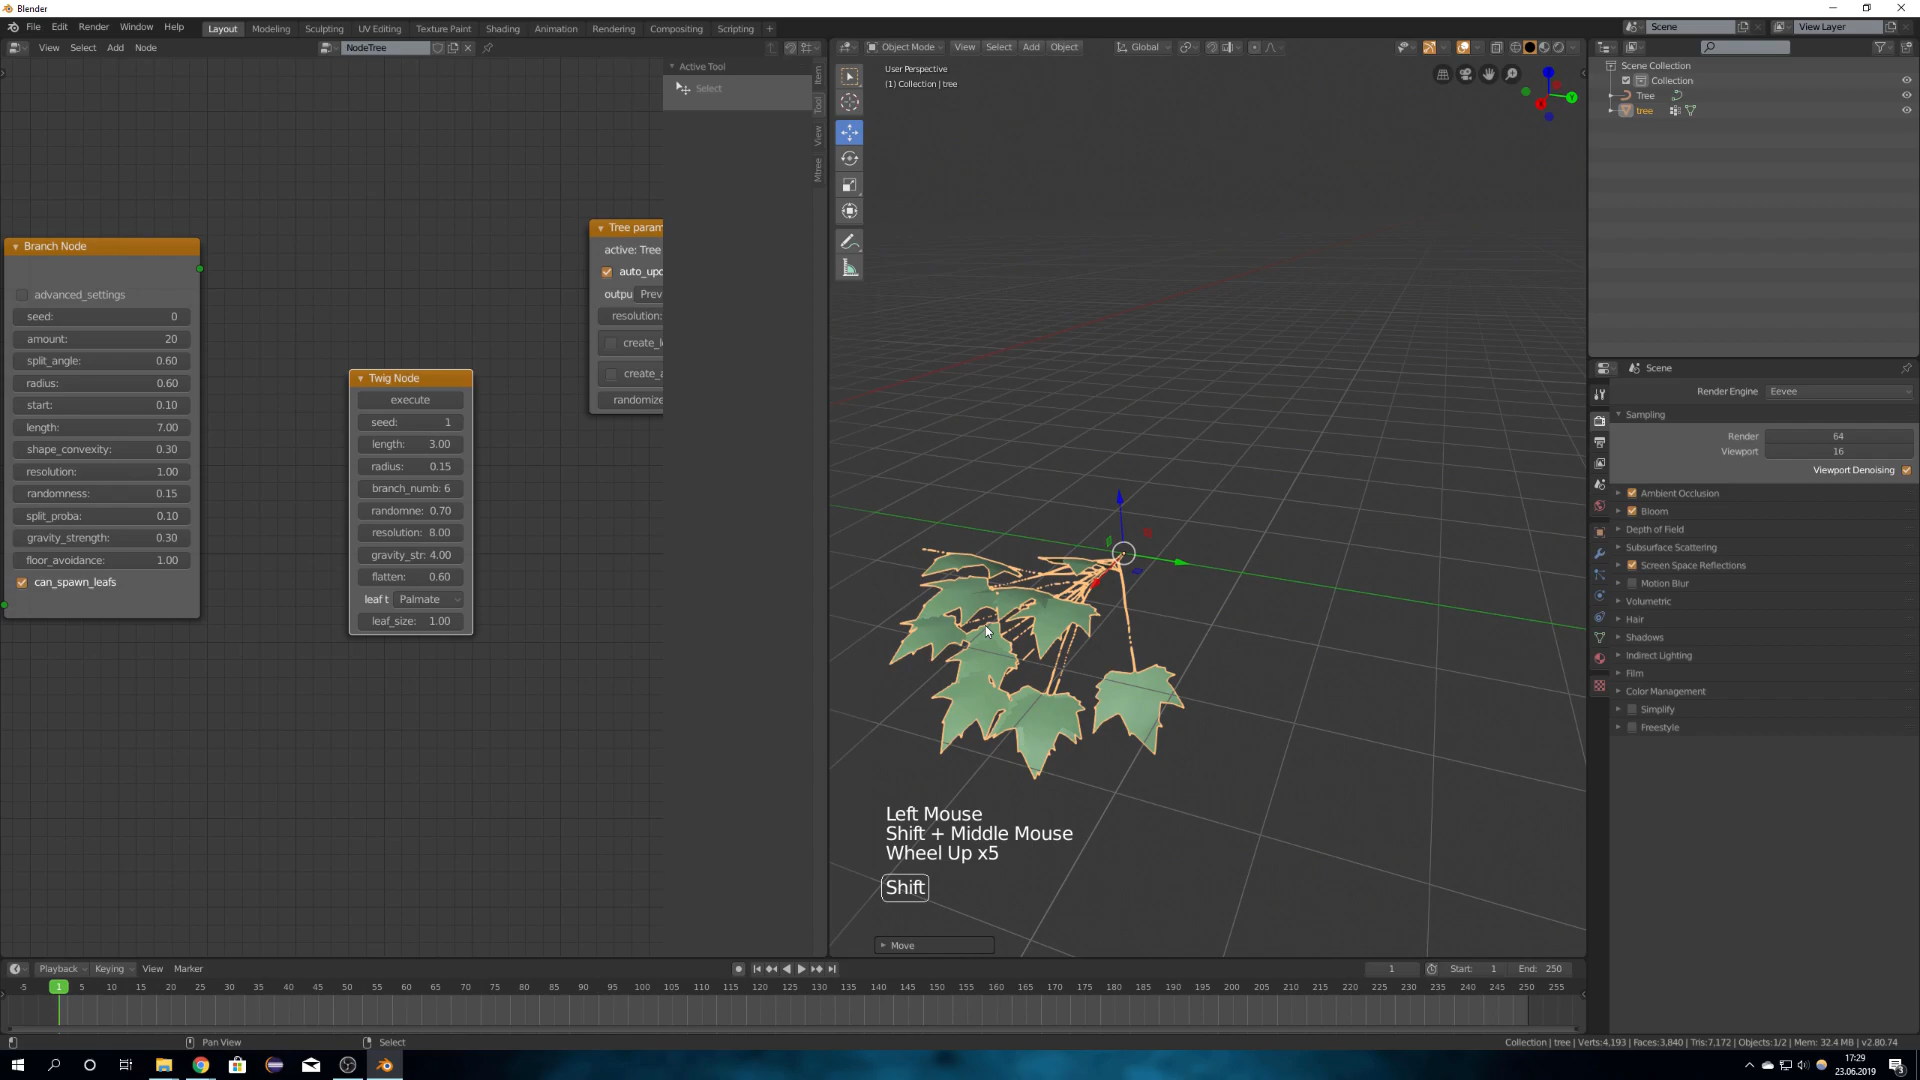 Blender
File Edit Render Window Help
Layout Modeling Sculpting UV Editing Texture Paint Shading Animation Rendering Compositing Scripting +
Scene
View Layer
View Select Add Node
NodeTree
Object Mode View Select Add Object
Global
Active Tool
Select
Item
Tool
View
Mtree
User Perspective
(1) Collection | tree
Y
Scene Collection
Collection
Tree
tree
Branch Node
advanced_settings
seed: 0
amount: 20
split_angle: 0.60
radius: 0.60
start: 0.10
length: 7.00
shape_convexity: 0.30
resolution: 1.00
randomness: 0.15
split_proba: 0.10
gravity_strength: 0.30
floor_avoidance: 1.00
can_spawn_leafs
Twig Node
execute
seed: 1
length: 3.00
radius: 0.15
branch_numb: 6
randomne: 0.70
resolution: 8.00
gravity_str: 4.00
flatten: 0.60
leaf t Palmate
leaf_size: 1.00
Tree param
active: Tree
auto_upd
outpu Prev
resolution:
create_l
create_a
randomize
Left Mouse
Shift + Middle Mouse
Wheel Up x5
Shift
Move
Scene
Render Engine Eevee
Sampling
Render 64
Viewport 16
Viewport Denoising
Ambient Occlusion
Bloom
Depth of Field
Subsurface Scattering
Screen Space Reflections
Motion Blur
Volumetric
Hair
Shadows
Indirect Lighting
Film
Color Management
Simplify
Freestyle
Playback Keying View Marker
1 Start: 1 End: 250
-5 1 5 10 15 20 25 30 35 40 45 50 55 60 65 70 75 80 85 90 95 100 105 110 115 120 125 130 135 140 145 150 155 160 165 170 175 180 185 190 195 200 205 210 215 220 225 230 235 240 245 250 255
Pan View
Select
Collection | tree | Verts:4,193 | Faces:3,840 | Tris:7,172 | Objects:1/2 | Mem: 32.4 MB | v2.80.74
17:29
23.06.2019
3